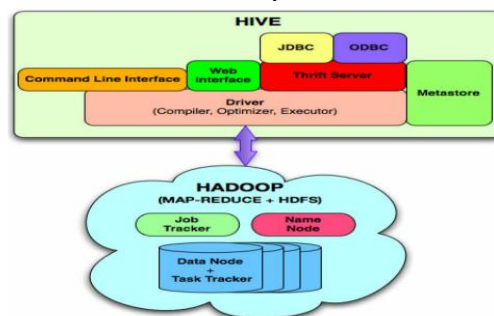 HIVE
JDBC
ODBC
Command Line Interface
Web
Interface
Thrift Server
Metastore
Driver
(Compiler, Optimizer, Executor)
HADOOP
(MAP-REDUCE + HDFS)
Job
Tracker
Name
Node
Data Node
+
Task Tracker